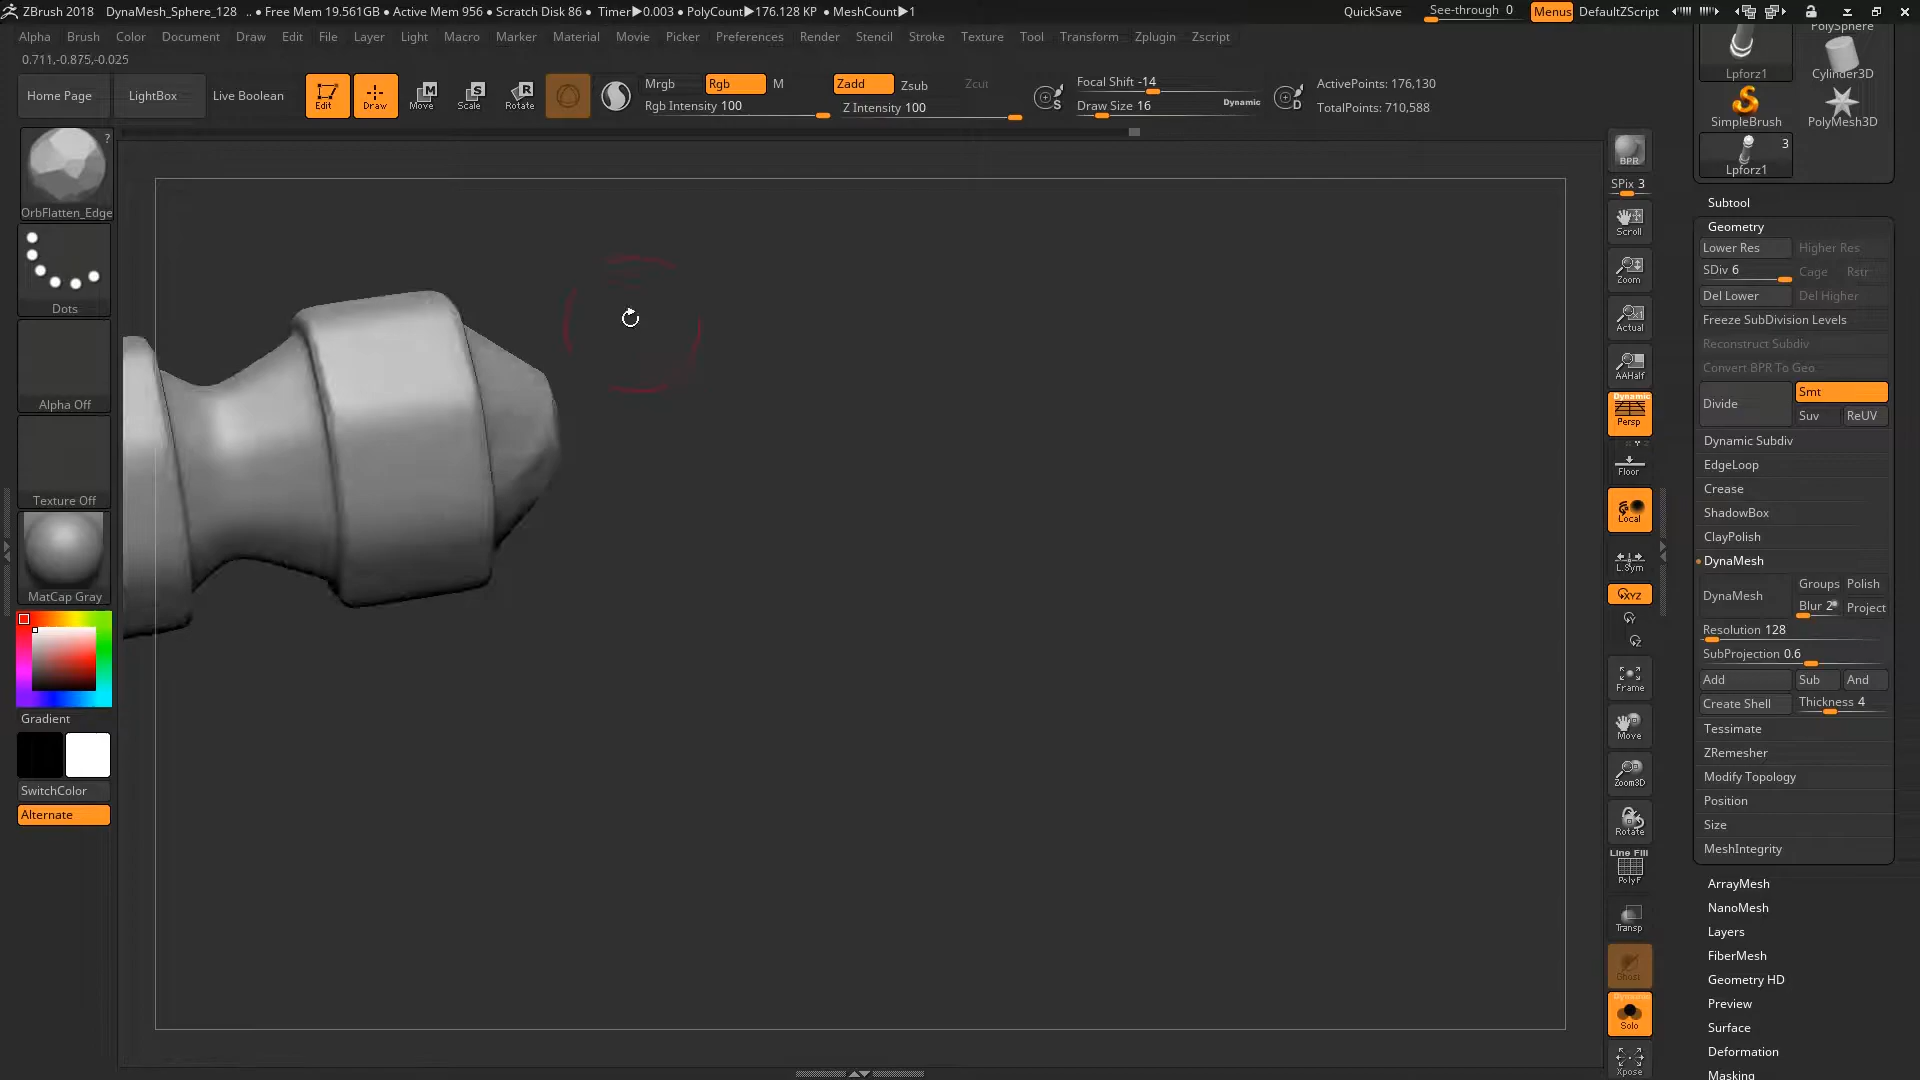 ZBrush 2018 DynaMesh_Sphere_128 .. • Free Mem 19.561GB • Active Mem 956 • Scratch Disk 86 • Timer▶0.003 • PolyCount▶176.128 KP • MeshCount▶1 QuickSave See-through 0 Menus DefaultZScript
Alpha Brush Color Document Draw Edit File Layer Light Macro Marker Material Movie Picker Preferences Render Stencil Stroke Texture Tool Transform Zplugin Zscript
0.711,-0.875,-0.025
Home Page LightBox Live Boolean Edit Draw Move Scale Rotate
Mrgb Rgb M Zadd Zsub Zcut
Rgb Intensity 100 Z Intensity 100
Focal Shift -14
Draw Size 16 Dynamic
ActivePoints: 176,130
TotalPoints: 710,588
OrbFlatten_Edge
Dots
Alpha Off
Texture Off
MatCap Gray
Gradient
SwitchColor
Alternate
BPR
SPix 3
Scroll
Zoom
Actual
AAHalf
Dynamic
Persp
Floor
Local
L.Sym
XYZ
Frame
Move
Zoom3D
Rotate
Line Fill
PolyF
Transp
Ghost
Dynamic
Solo
Xpose
PolySphere
Lpforz1 Cylinder3D
SimpleBrush PolyMesh3D
3
Lpforz1
Subtool
Geometry
Lower Res Higher Res
SDiv 6 Cage Rstr
Del Lower Del Higher
Freeze SubDivision Levels
Reconstruct Subdiv
Convert BPR To Geo
Divide Smt
Suv ReUV
Dynamic Subdiv
EdgeLoop
Crease
ShadowBox
ClayPolish
DynaMesh
DynaMesh Groups Polish
Blur 2 Project
Resolution 128
SubProjection 0.6
Add Sub And
Create Shell Thickness 4
Tessimate
ZRemesher
Modify Topology
Position
Size
MeshIntegrity
ArrayMesh
NanoMesh
Layers
FiberMesh
Geometry HD
Preview
Surface
Deformation
Masking